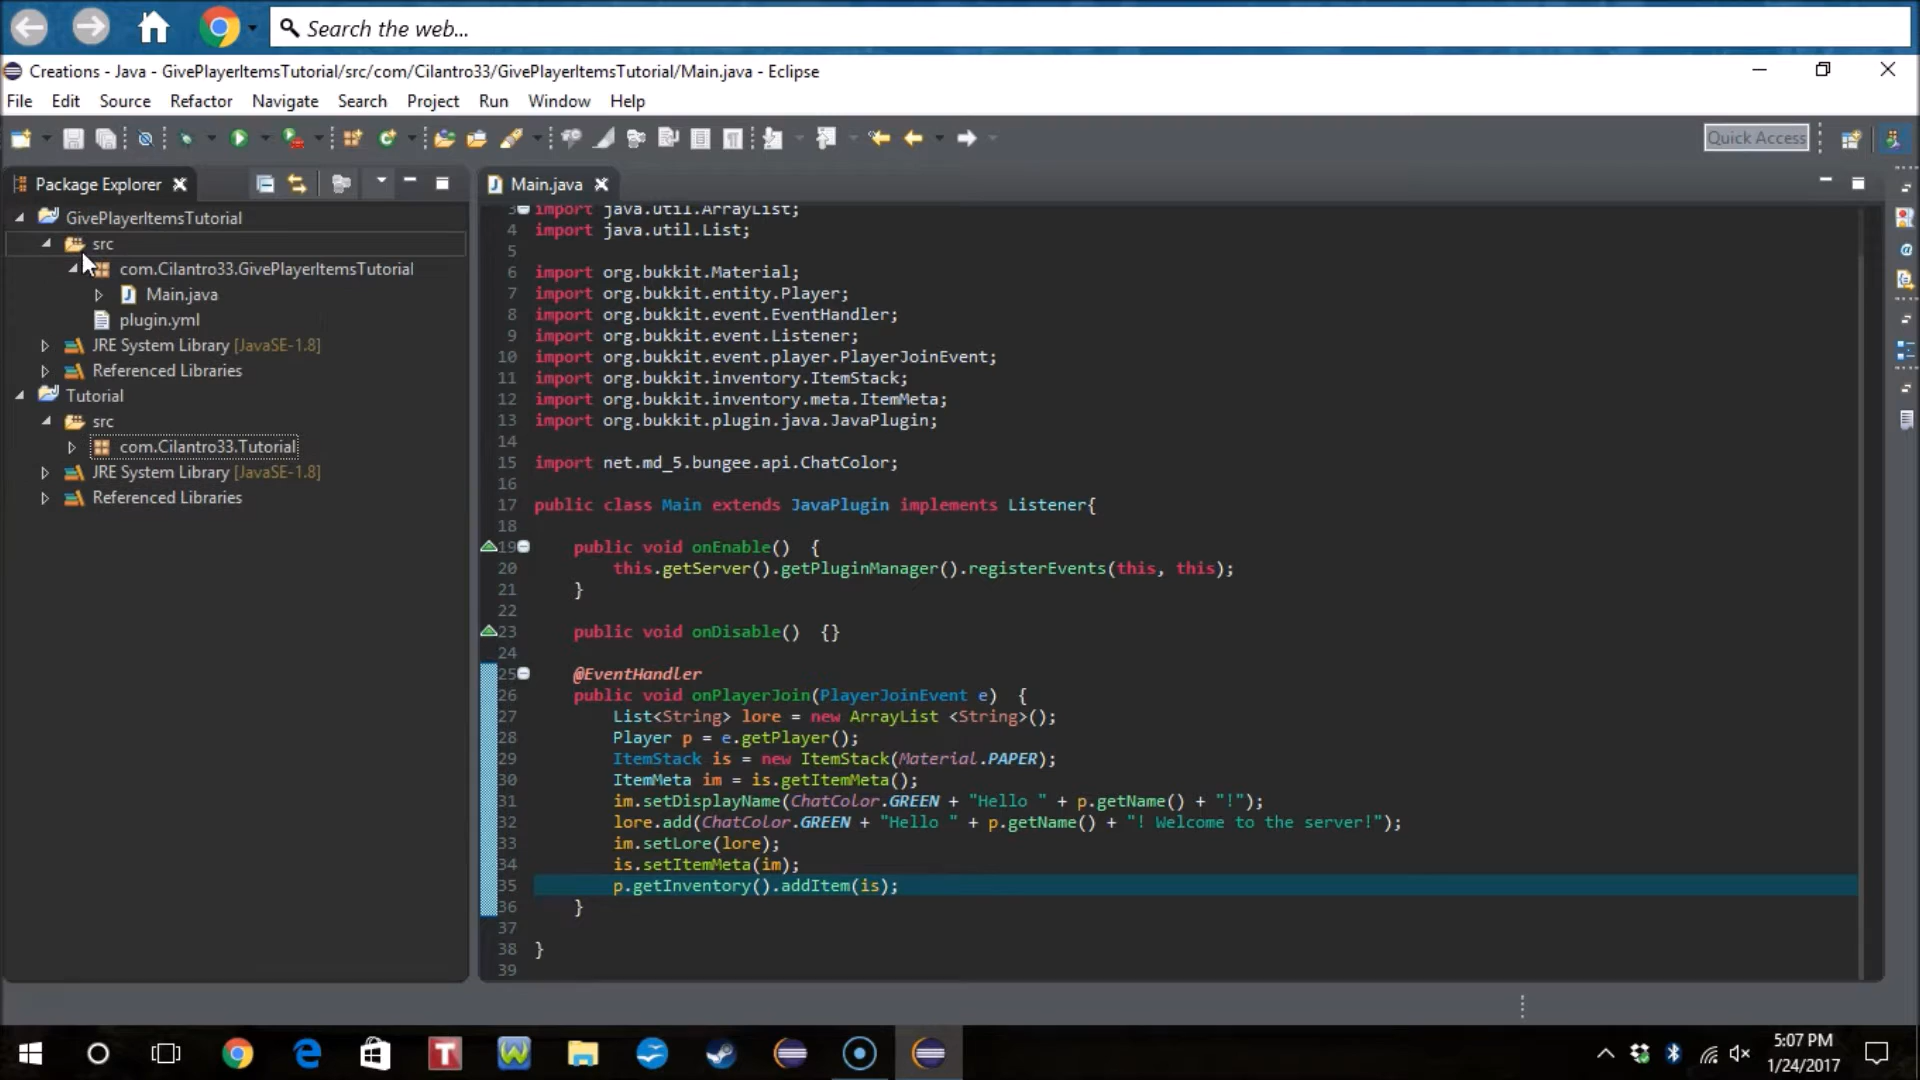 Search the web...
Creations - Java - GivePlayerItemsTutorial/src/com/Cilantro33/GivePlayerItemsTutorial/Main.java - Eclipse
File Edit Source Refactor Navigate Search Project Run Window Help
Quick Access
Package Explorer
Main.java
GivePlayerItemsTutorial
src
com.Cilantro33.GivePlayerItemsTutorial
Main.java
plugin.yml
JRE System Library [JavaSE-1.8]
Referenced Libraries
Tutorial
src
com.Cilantro33.Tutorial
JRE System Library [JavaSE-1.8]
Referenced Libraries
3 import java.util.ArrayList;
4 import java.util.List;
5
6 import org.bukkit.Material;
7 import org.bukkit.entity.Player;
8 import org.bukkit.event.EventHandler;
9 import org.bukkit.event.Listener;
10 import org.bukkit.event.player.PlayerJoinEvent;
11 import org.bukkit.inventory.ItemStack;
12 import org.bukkit.inventory.meta.ItemMeta;
13 import org.bukkit.plugin.java.JavaPlugin;
14
15 import net.md_5.bungee.api.ChatColor;
16
17 public class Main extends JavaPlugin implements Listener{
18
19 public void onEnable() {
20 this.getServer().getPluginManager().registerEvents(this, this);
21 }
22
23 public void onDisable() {}
24
25 @EventHandler
26 public void onPlayerJoin(PlayerJoinEvent e) {
27 List<String> lore = new ArrayList <String>();
28 Player p = e.getPlayer();
29 ItemStack is = new ItemStack(Material.PAPER);
30 ItemMeta im = is.getItemMeta();
31 im.setDisplayName(ChatColor.GREEN + "Hello " + p.getName() + "!");
32 lore.add(ChatColor.GREEN + "Hello " + p.getName() + "! Welcome to the server!");
33 im.setLore(lore);
34 is.setItemMeta(im);
35 p.getInventory().addItem(is);
36 }
37
38 }
39
5:07 PM
1/24/2017